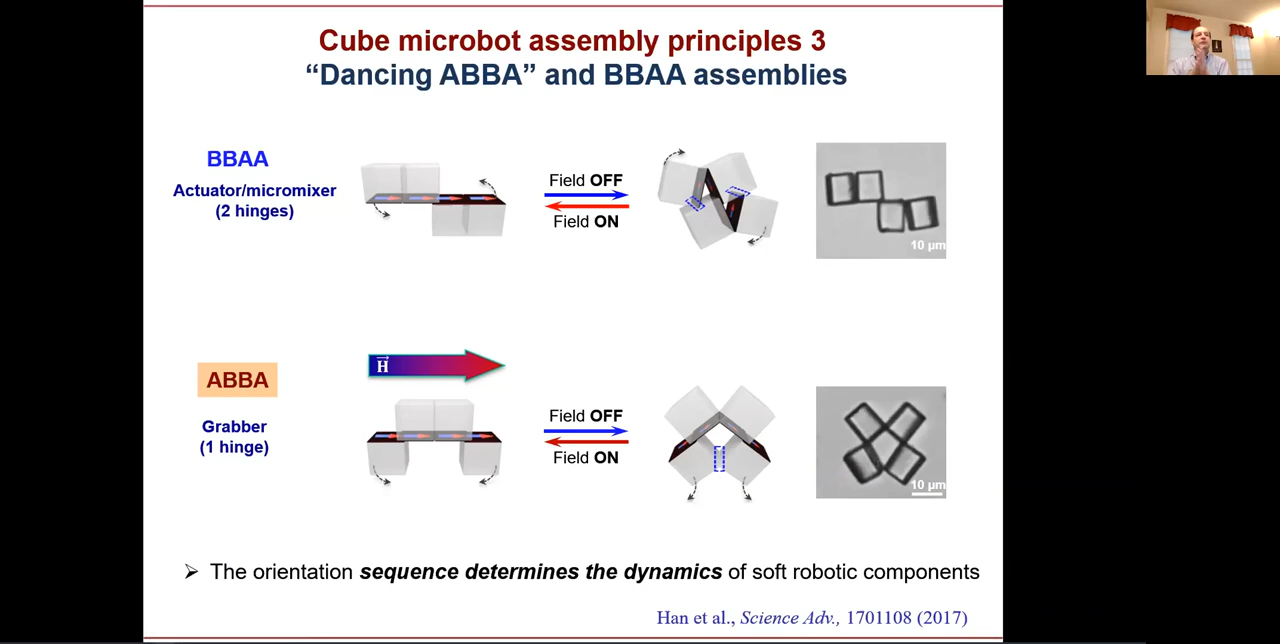 Cube microbot assembly principles 3
“Dancing ABBA” and BBAA assemblies
BBAA
Actuator/micromixer
(2 hinges)
Field OFF
Field ON
10 µm
H
ABBA
Grabber
(1 hinge)
Field OFF
Field ON
10 µm
➢ The orientation sequence determines the dynamics of soft robotic components
Han et al., Science Adv., 1701108 (2017)